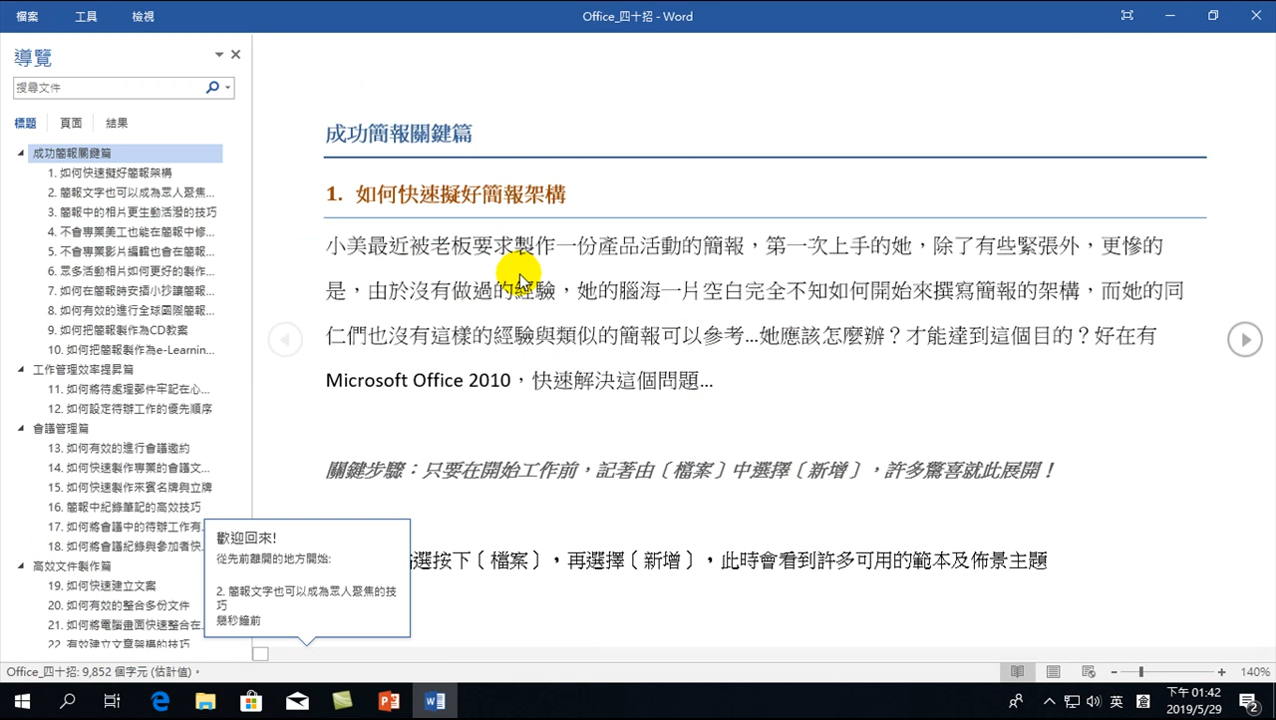 檔案 工具 檢視 Office_四十招 - Word
導覽
搜尋文件
標題 頁面 結果
成功簡報關鍵篇
1. 如何快速擬好簡報架構
2. 簡報文字也可以成為眾人聚焦...
3. 簡報中的相片更生動活潑的技巧
4. 不會專業美工也能在簡報中修...
5. 不會專業影片編輯也會在簡報...
6. 眾多活動相片如何更好的製作...
7. 如何在簡報時安插小抄讓簡報...
8. 如何有效的進行全球國際簡報...
9. 如何把簡報製作為CD教案
10. 如何把簡報製作為e-Learnin...
工作管理效率提昇篇
11. 如何將待處理郵件牢記在心...
12. 如何設定待辦工作的優先順序
會議管理篇
13. 如何有效的進行會議邀約
14. 如何快速製作專業的會議文...
15. 如何快速製作來賓名牌與立牌
16. 簡報中紀錄筆記的高效技巧
17. 如何將會議中的待辦工作有
18. 如何將會議紀錄與參加者快
高效文件製作篇
19. 如何快速建立文案
20. 如何有效的整合多份文件
21. 如何將電腦畫面快速整合在
22. 有效建立文章架構的技巧
成功簡報關鍵篇
1. 如何快速擬好簡報架構
小美最近被老板要求製作一份產品活動的簡報，第一次上手的她，除了有些緊張外，更慘的
是，由於沒有做過的經驗，她的腦海一片空白完全不知如何開始來撰寫簡報的架構，而她的同
仁們也沒有這樣的經驗與類似的簡報可以參考...她應該怎麼辦？才能達到這個目的？好在有
Microsoft Office 2010，快速解決這個問題...
關鍵步驟：只要在開始工作前，記著由〔檔案〕中選擇〔新增〕，許多驚喜就此展開！
選按下〔檔案〕，再選擇〔新增〕，此時會看到許多可用的範本及佈景主題
歡迎回來!
從先前離開的地方開始:
2. 簡報文字也可以成為眾人聚焦的技
巧
幾秒鐘前
Office_四十招: 9,852 個字元 (估計值)。 140%
英 下午 01:42
2019/5/29 2